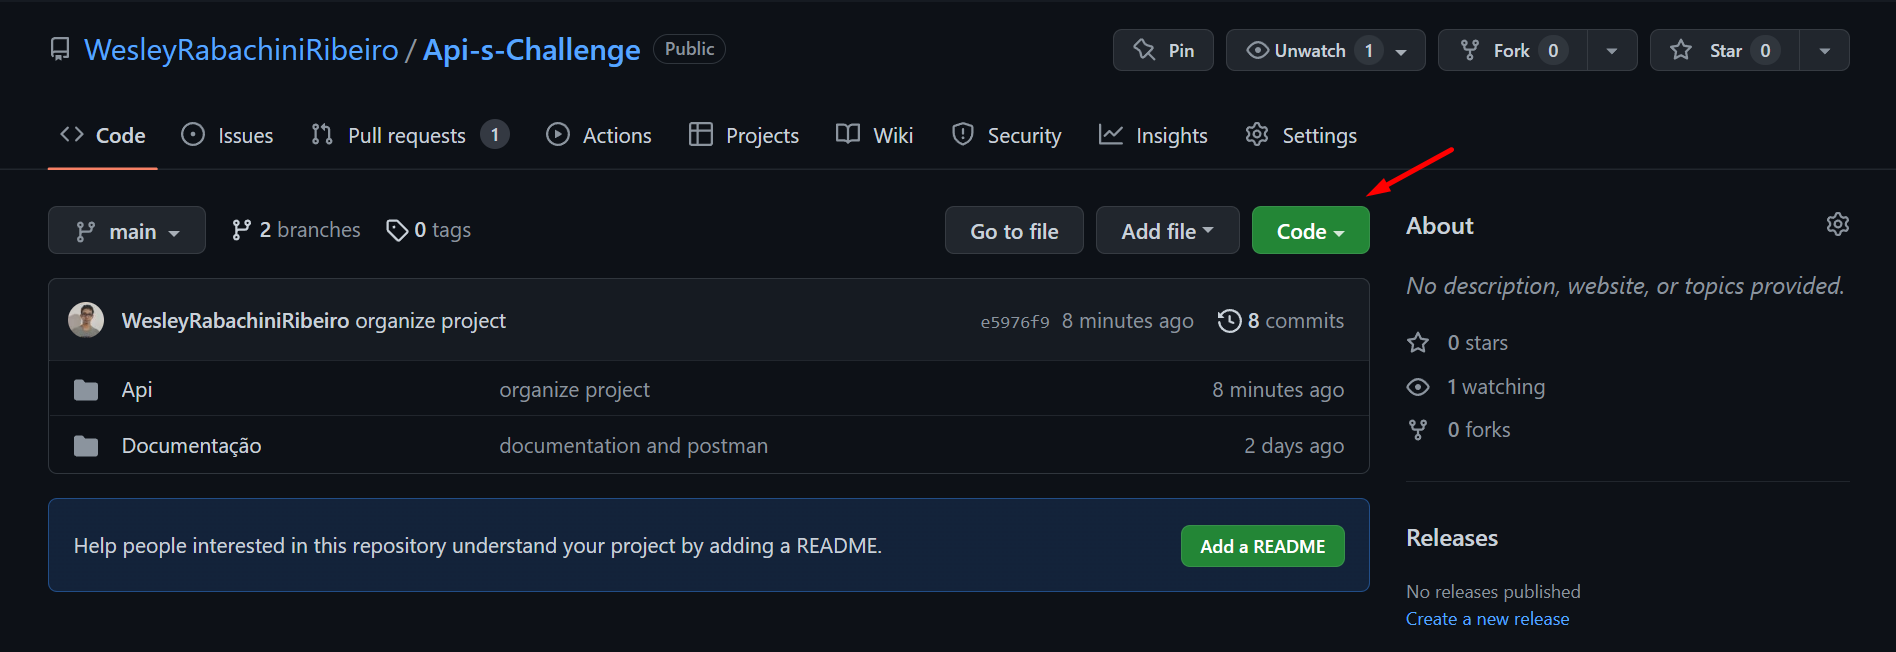 WesleyRabachiniRibeiro / Api-s-Challenge Public
Pin Unwatch 1 Fork 0 Star 0
Code Issues Pull requests 1 Actions Projects Wiki Security Insights Settings
main 2 branches 0 tags Go to file Add file Code
WesleyRabachiniRibeiro organize project e5976f9 8 minutes ago 8 commits
Api organize project 8 minutes ago
Documentação documentation and postman 2 days ago
Help people interested in this repository understand your project by adding a README. Add a README
About
No description, website, or topics provided.
0 stars
1 watching
0 forks
Releases
No releases published
Create a new release